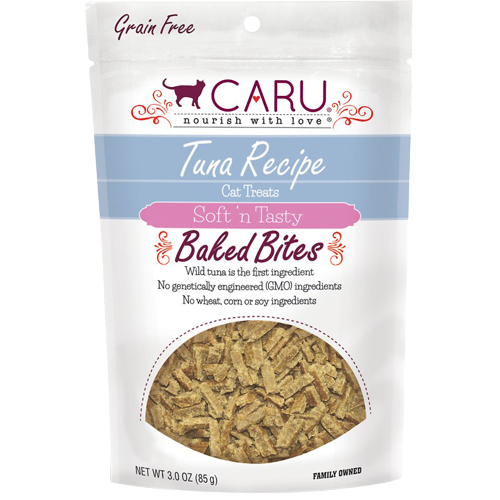 Grain Free
CARU®
nourish with love®
Tuna Recipe
Cat Treats
Soft 'n Tasty
Baked Bites
Wild tuna is the first ingredient
No genetically engineered (GMO) ingredients
No wheat, corn or soy ingredients
NET WT 3.0 OZ (85g)
FAMILY OWNED